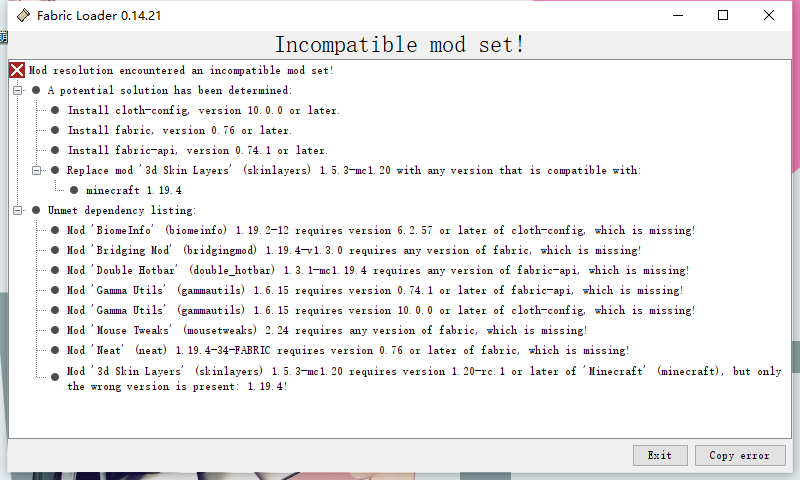 Fabric Loader 0.14.21
Incompatible mod set!
Mod resolution encountered an incompatible mod set!
A potential solution has been determined:
Install cloth-config, version 10.0.0 or later.
Install fabric, version 0.76 or later.
Install fabric-api, version 0.74.1 or later.
Replace mod '3d Skin Layers' (skinlayers) 1.5.3-mc1.20 with any version that is compatible with:
minecraft 1.19.4
Unmet dependency listing:
Mod 'BiomeInfo' (biomeinfo) 1.19.2-12 requires version 6.2.57 or later of cloth-config, which is missing!
Mod 'Bridging Mod' (bridgingmod) 1.19.4-v1.3.0 requires any version of fabric, which is missing!
Mod 'Double Hotbar' (double_hotbar) 1.3.1-mc1.19.4 requires any version of fabric-api, which is missing!
Mod 'Gamma Utils' (gammautils) 1.6.15 requires version 0.74.1 or later of fabric-api, which is missing!
Mod 'Gamma Utils' (gammautils) 1.6.15 requires version 10.0.0 or later of cloth-config, which is missing!
Mod 'Mouse Tweaks' (mousetweaks) 2.24 requires any version of fabric, which is missing!
Mod 'Neat' (neat) 1.19.4-34-FABRIC requires version 0.76 or later of fabric, which is missing!
Mod '3d Skin Layers' (skinlayers) 1.5.3-mc1.20 requires version 1.20-rc.1 or later of 'Minecraft' (minecraft), but only
the wrong version is present: 1.19.4!
Exit
Copy error